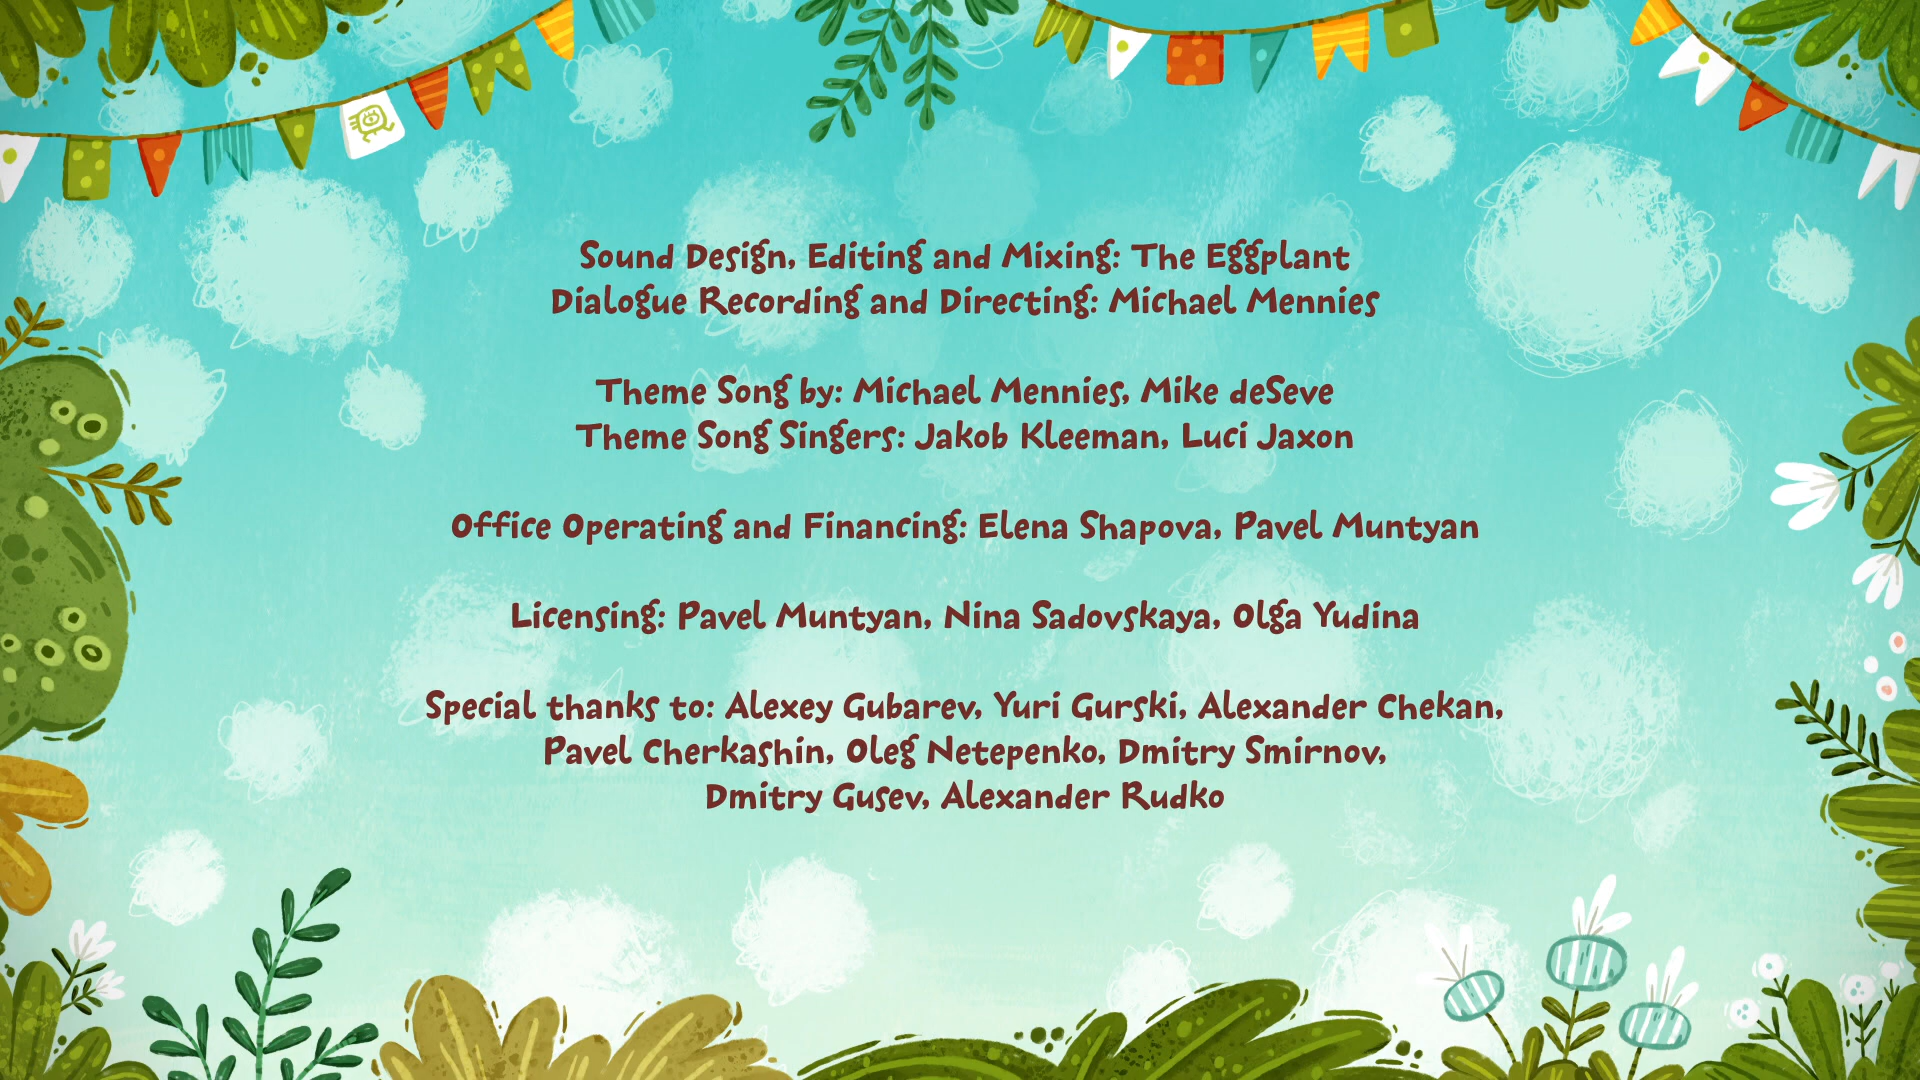 Sound Design, Editing and Mixing: The Eggplant
Dialogue Recording and Directing: Michael Mennies
Theme Song by: Michael Mennies, Mike deSeve
Theme Song Singers: Jakob Kleeman, Luci Jaxon
Office Operating and Financing: Elena Shapova, Pavel Muntyan
Licensing: Pavel Muntyan, Nina Sadovskaya, Olga Yudina
Special thanks to: Alexey Gubarev, Yuri Gurski, Alexander Chekan,
Pavel Cherkashin, Oleg Netepenko, Dmitry Smirnov,
Dmitry Gusev, Alexander Rudko